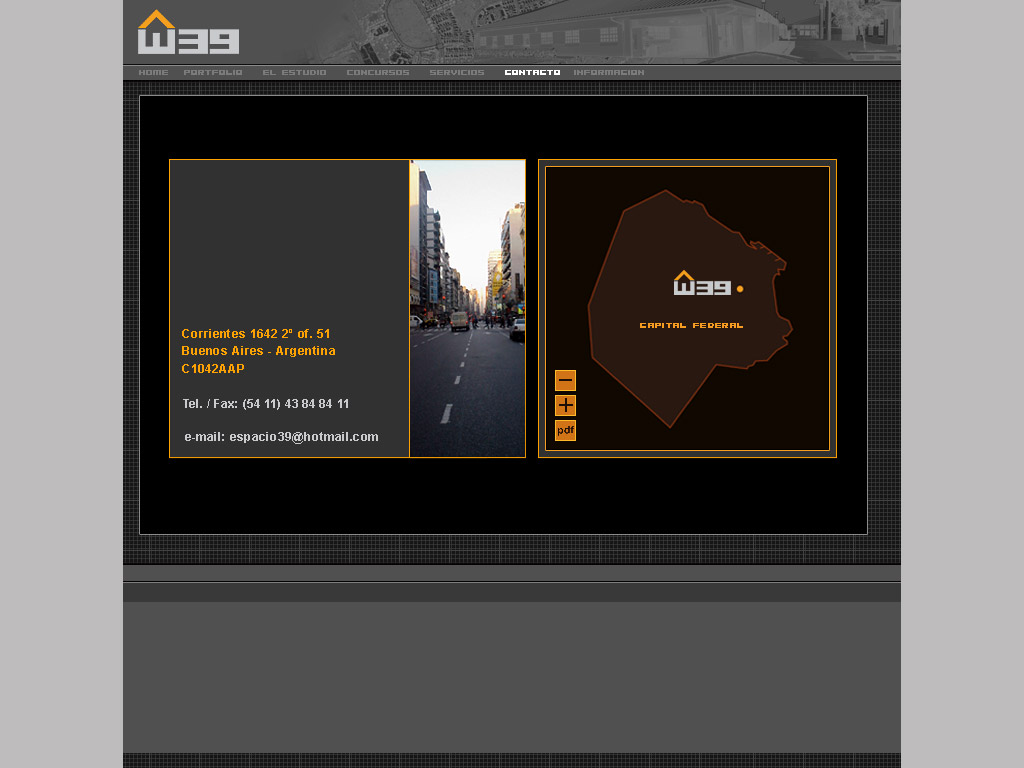 W39
HOME PORTFOLIO EL ESTUDIO CONCURSOS SERVICIOS CONTACTO INFORMACION
Corrientes 1642 2º of. 51
Buenos Aires - Argentina
C1042AAP
Tel. / Fax: (54 11) 43 84 84 11
e-mail: espacio39@hotmail.com
W39
CAPITAL FEDERAL
pdf